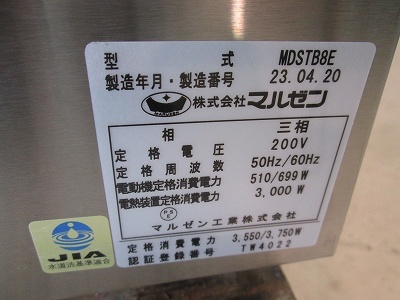 型 式 MDSTB8E
製造年月・製造番号 23.04.20
株式会社マルゼン
相 三相
定格電圧 200V
定格周波数 50Hz/60Hz
電動機定格消費電力 510/699W
電熱装置定格消費電力 3,000W
PSE
マルゼン工業株式会社
定格消費電力 3,550/3,750W
認証登録番号 TW4022
JIA
水道法基準適合